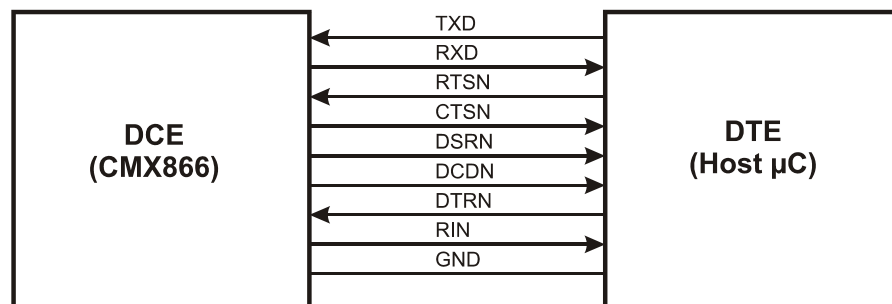 TXD
RXD
RTSN
CTSN
DSRN
DCDN
DTRN
RIN
GND
DCE
(CMX866)
DTE
(Host µC)